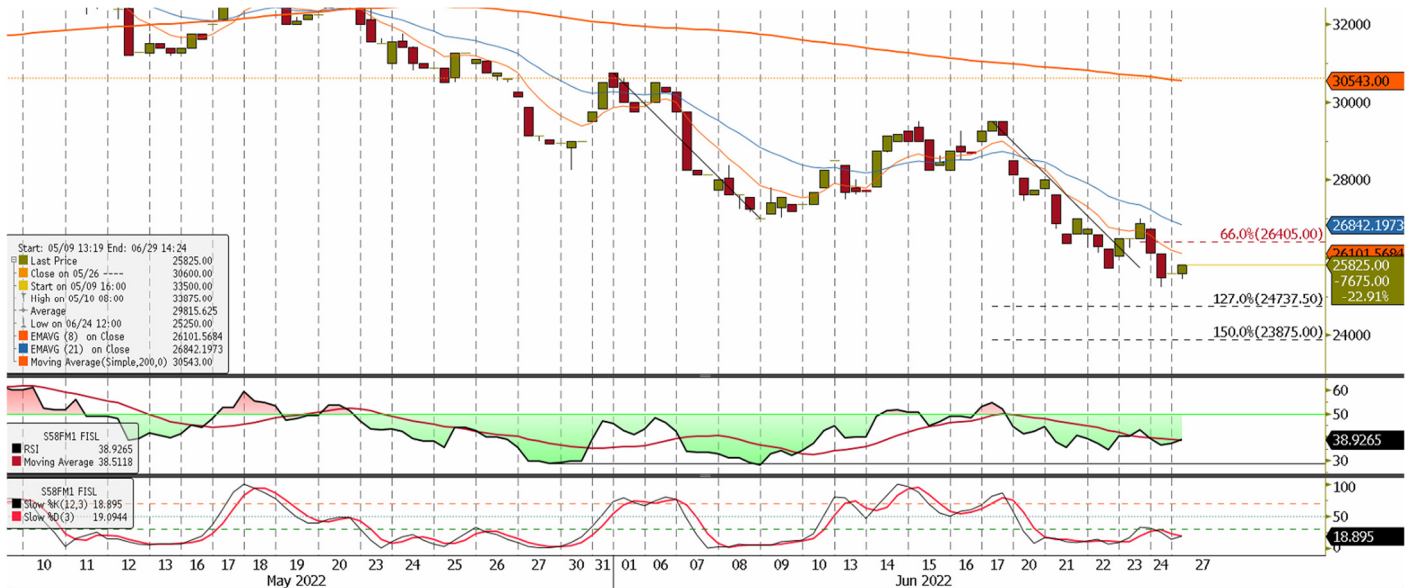 32000
30543.00
30000
28000
26842.1973
66.0%(26405.00)
26101.5684
25825.00
-7675.00
-22.91%
127.0%(24737.50)
150.0%(23875.00)
24000
Start: 05/09 13:19 End: 06/29 14:24
Last Price 25825.00
Close on 05/26 ---- 30600.00
Start on 05/09 16:00 33500.00
High on 05/10 08:00 33875.00
Average 29815.625
Low on 06/24 12:00 25250.00
EMAVG (8) on Close 26101.5684
EMAVG (21) on Close 26842.1973
Moving Average(Simple,200,0) 30543.00
60
50
38.9265
30
S58FM1 FISL
RSI 38.9265
Moving Average 38.5118
100
50
18.895
0
S58FM1 FISL
Slow %K(12,3) 18.895
Slow %D(3) 19.0944
10 11 12 13 16 17 18 19 20 23 24 25 26 27 30 31 01 06 07 08 09 10 13 14 15 16 17 20 21 22 23 24 27
May 2022 Jun 2022